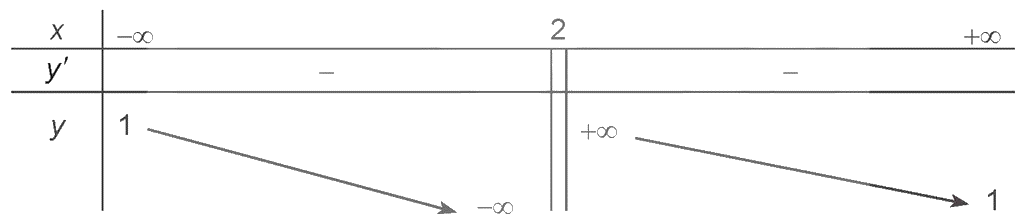 x −∞ 2 +∞
y' − −
y 1 +∞
−∞ 1